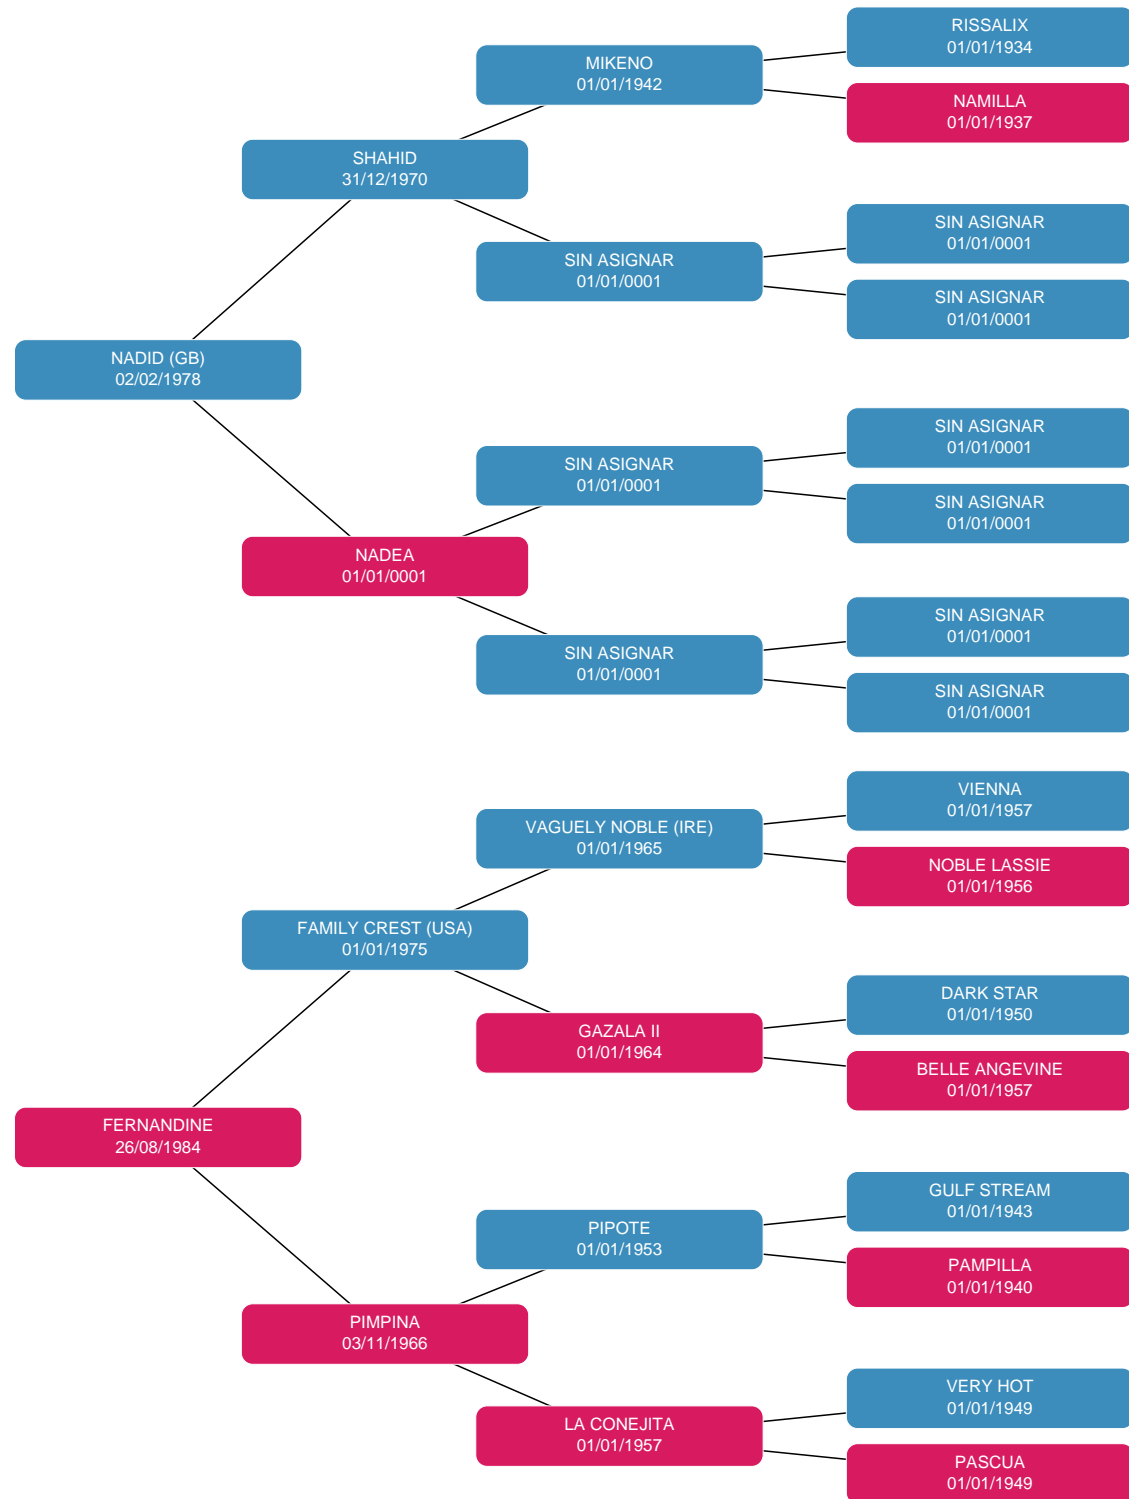 RISSALIX
01/01/1934
MIKENO
01/01/1942
NAMILLA
01/01/1937
SHAHID
31/12/1970
SIN ASIGNAR
01/01/0001
SIN ASIGNAR
01/01/0001
SIN ASIGNAR
01/01/0001
NADID (GB)
02/02/1978
SIN ASIGNAR
01/01/0001
SIN ASIGNAR
01/01/0001
SIN ASIGNAR
01/01/0001
NADEA
01/01/0001
SIN ASIGNAR
01/01/0001
SIN ASIGNAR
01/01/0001
SIN ASIGNAR
01/01/0001
VIENNA
01/01/1957
VAGUELY NOBLE (IRE)
01/01/1965
NOBLE LASSIE
01/01/1956
FAMILY CREST (USA)
01/01/1975
DARK STAR
01/01/1950
GAZALA II
01/01/1964
BELLE ANGEVINE
01/01/1957
FERNANDINE
26/08/1984
GULF STREAM
01/01/1943
PIPOTE
01/01/1953
PAMPILLA
01/01/1940
PIMPINA
03/11/1966
VERY HOT
01/01/1949
LA CONEJITA
01/01/1957
PASCUA
01/01/1949